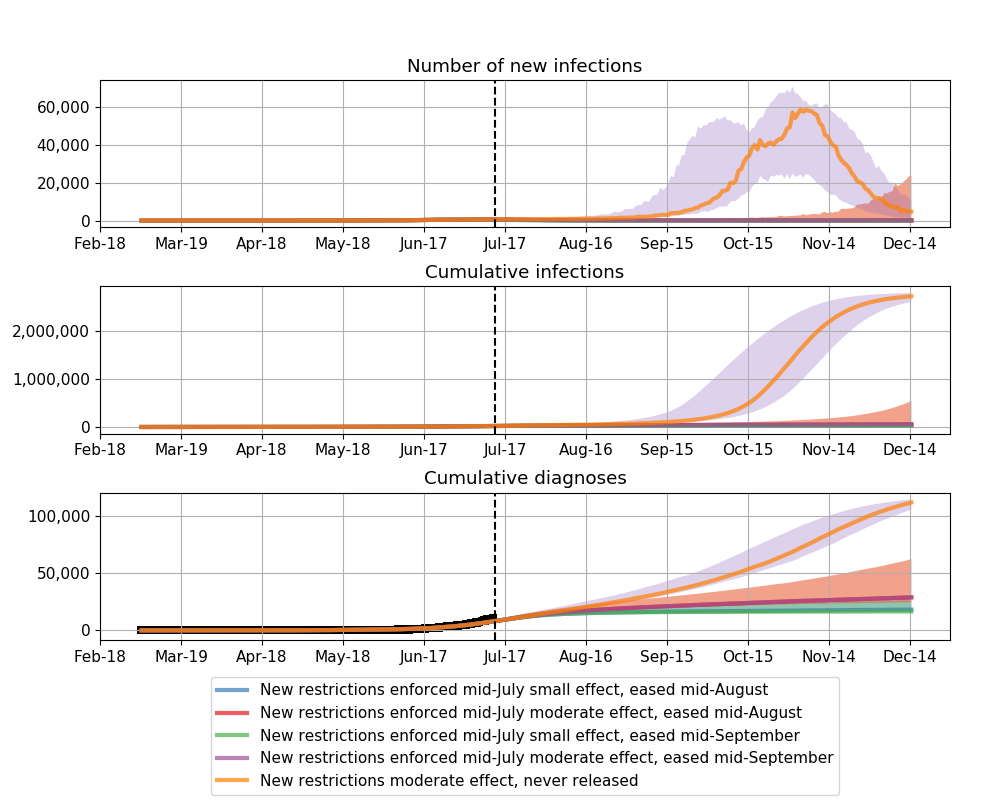 Number of new infections
60,000
40,000
20,000
0
Feb-18 Mar-19 Apr-18 May-18 Jun-17 Jul-17 Aug-16 Sep-15 Oct-15 Nov-14 Dec-14
Cumulative infections
2,000,000
1,000,000
0
Feb-18 Mar-19 Apr-18 May-18 Jun-17 Jul-17 Aug-16 Sep-15 Oct-15 Nov-14 Dec-14
Cumulative diagnoses
100,000
50,000
0
Feb-18 Mar-19 Apr-18 May-18 Jun-17 Jul-17 Aug-16 Sep-15 Oct-15 Nov-14 Dec-14
New restrictions enforced mid-July small effect, eased mid-August
New restrictions enforced mid-July moderate effect, eased mid-August
New restrictions enforced mid-July small effect, eased mid-September
New restrictions enforced mid-July moderate effect, eased mid-September
New restrictions moderate effect, never released